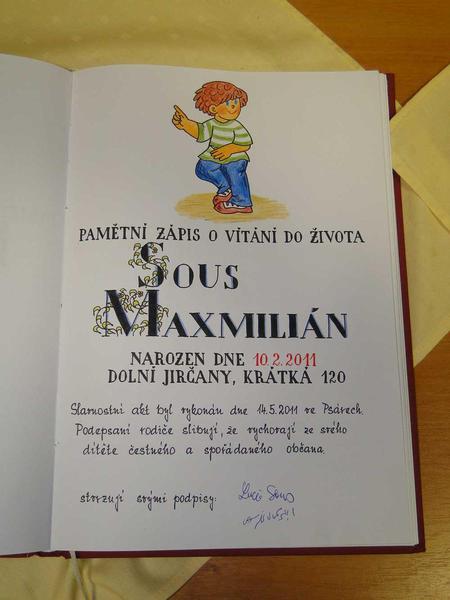 PAMĚTNÍ ZÁPIS O VÍTÁNÍ DO ŽIVOTA
SOUS
MAXMILIÁN
NAROZEN DNE 10.2.2011
DOLNÍ JIRČANY, KRÁTKÁ 120
Slavnostní akt byl vykonán dne 14.5.2011 ve Psárech.
Podepsaní rodiče slibují, že vychovají ze svého
dítěte čestného a spořádaného občana.
stvrzují svými podpisy: